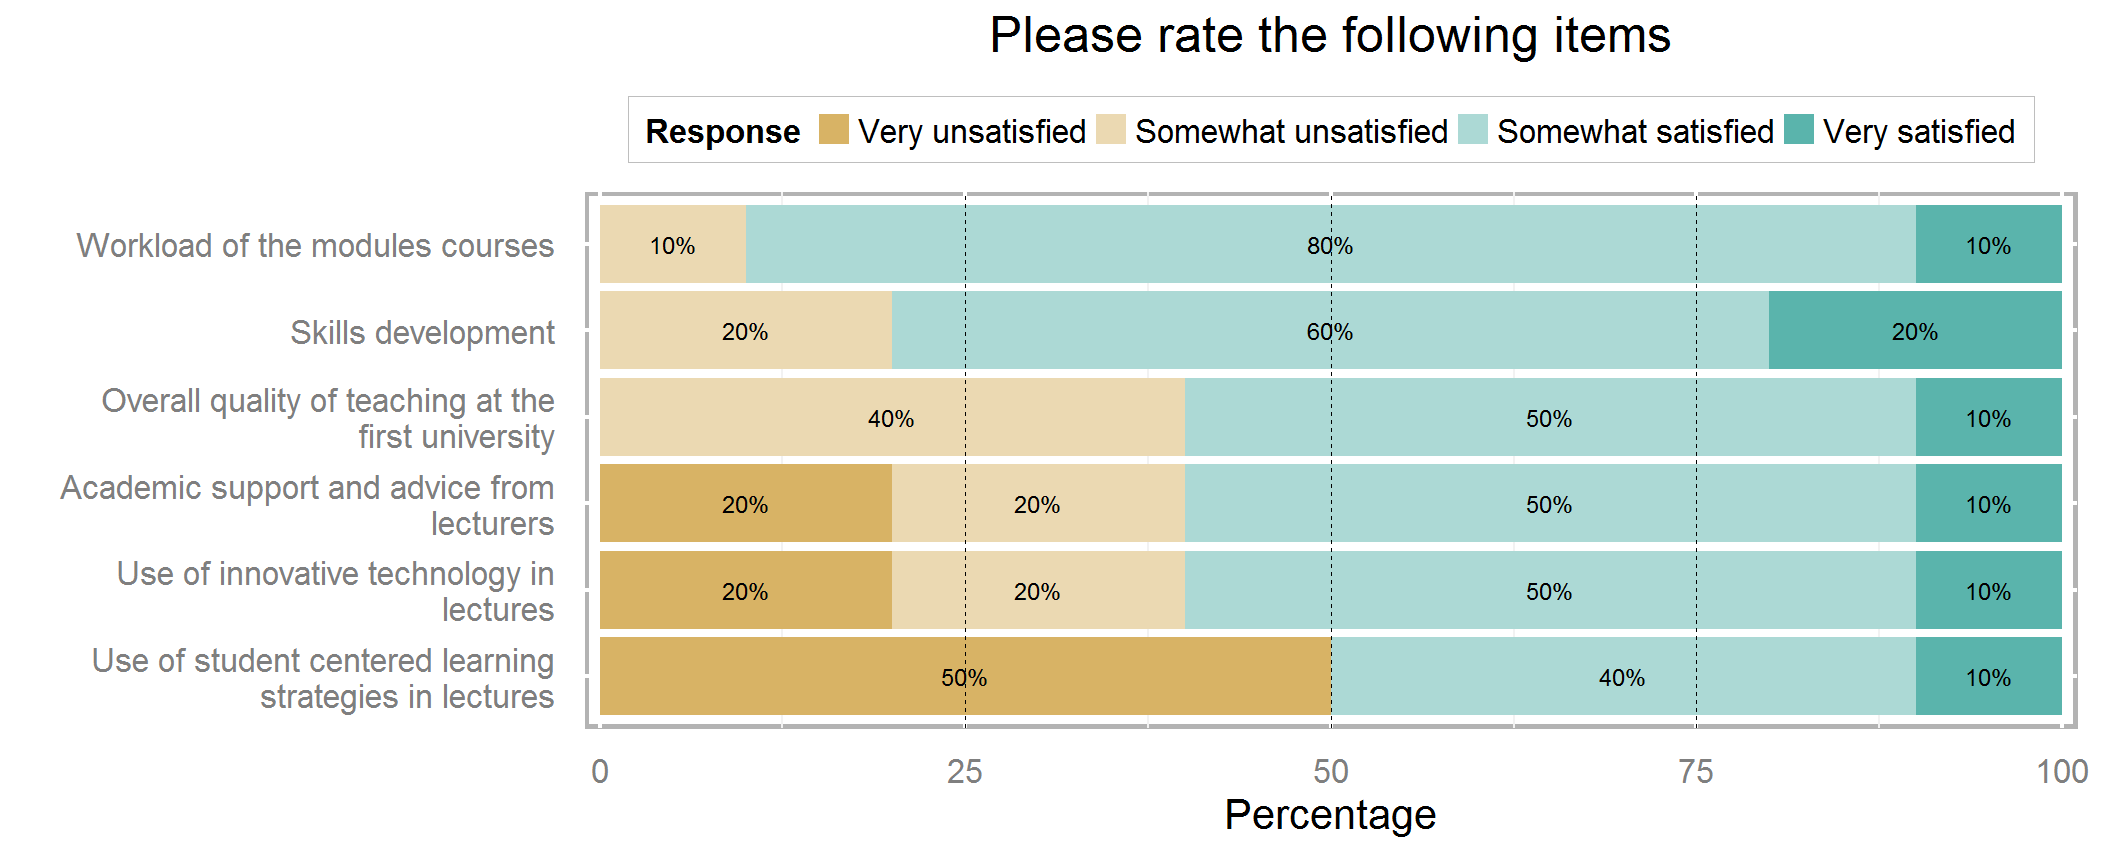 Please rate the following items
Response Very unsatisfied Somewhat unsatisfied Somewhat satisfied Very satisfied
Workload of the modules courses
10% 80% 10%
Skills development
20% 60% 20%
Overall quality of teaching at the
first university
40% 50% 10%
Academic support and advice from
lecturers
20% 20% 50% 10%
Use of innovative technology in
lectures
20% 20% 50% 10%
Use of student centered learning
strategies in lectures
50% 40% 10%
0 25 50 75 100
Percentage